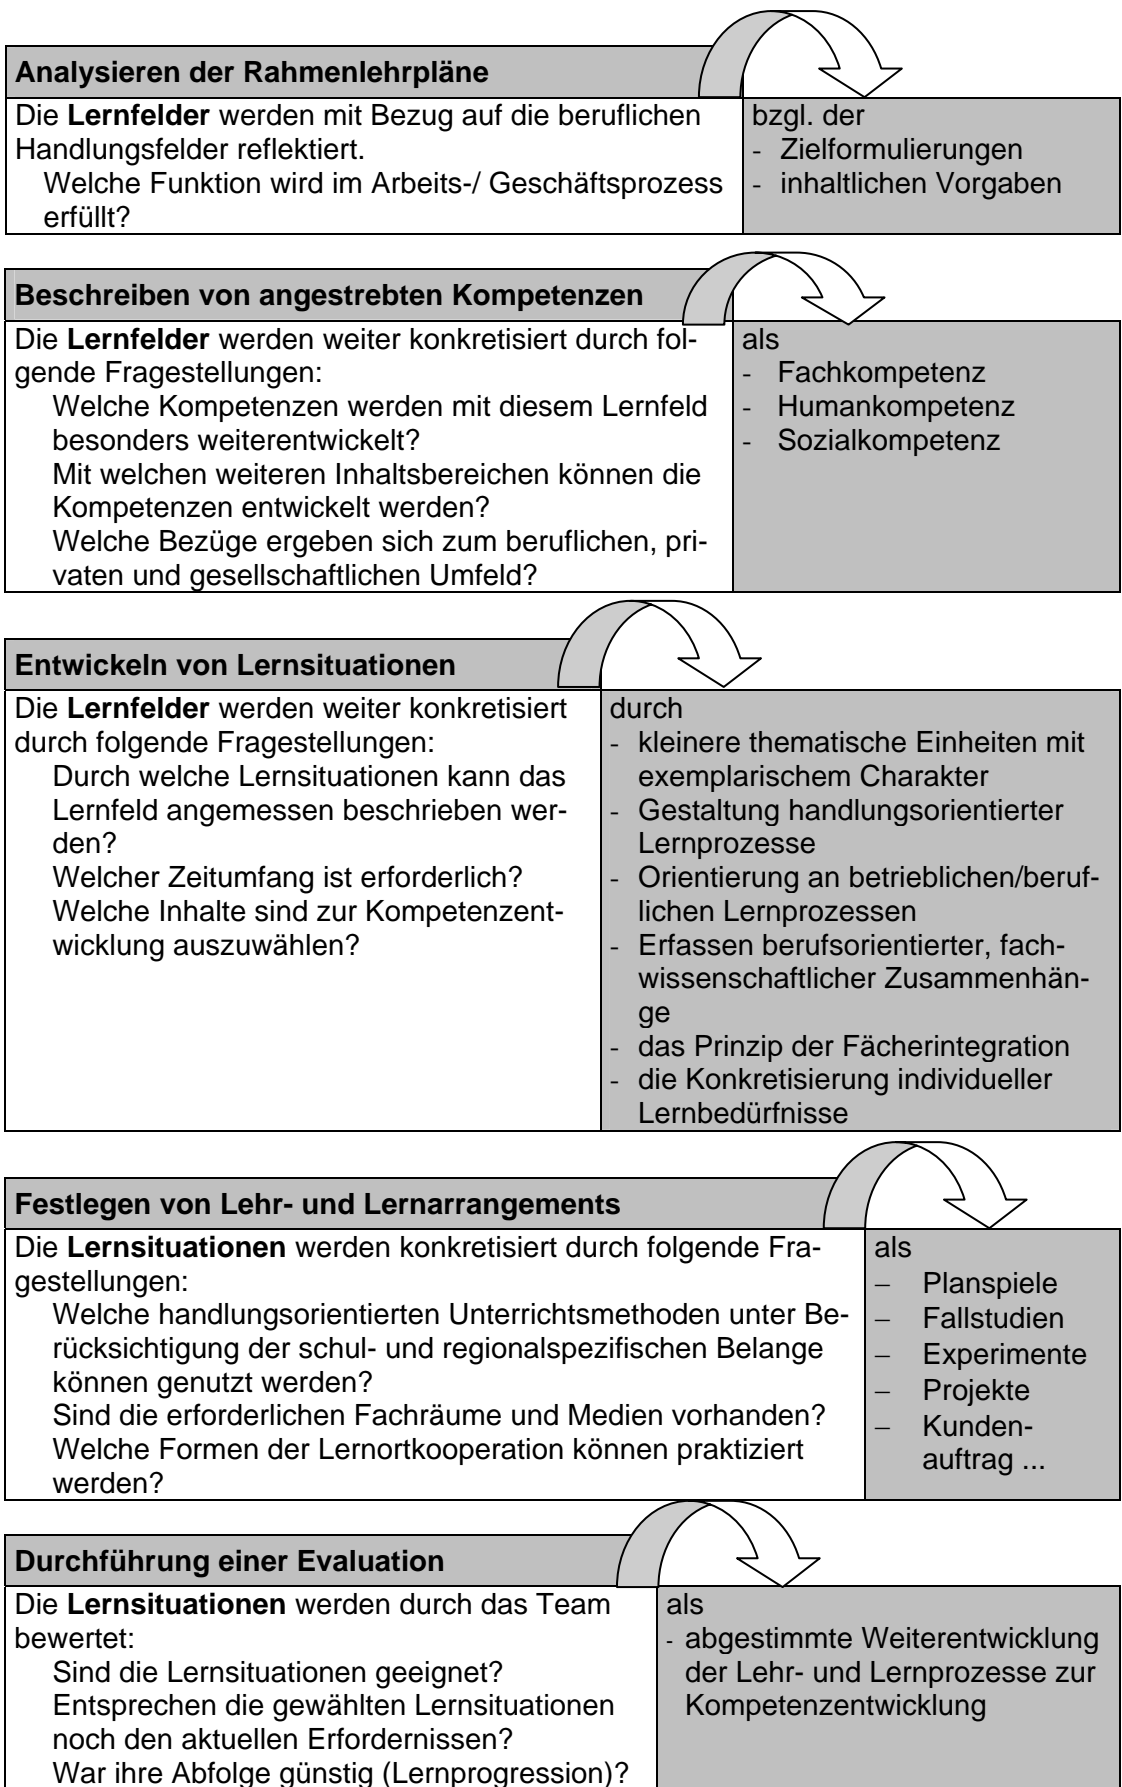 Analysieren der Rahmenlehrpläne
Die Lernfelder werden mit Bezug auf die beruflichen
Handlungsfelder reflektiert.
Welche Funktion wird im Arbeits-/ Geschäftsprozess
erfüllt?
bzgl. der
- Zielformulierungen
- inhaltlichen Vorgaben
Beschreiben von angestrebten Kompetenzen
Die Lernfelder werden weiter konkretisiert durch fol-
gende Fragestellungen:
Welche Kompetenzen werden mit diesem Lernfeld
besonders weiterentwickelt?
Mit welchen weiteren Inhaltsbereichen können die
Kompetenzen entwickelt werden?
Welche Bezüge ergeben sich zum beruflichen, pri-
vaten und gesellschaftlichen Umfeld?
als
- Fachkompetenz
- Humankompetenz
- Sozialkompetenz
Entwickeln von Lernsituationen
Die Lernfelder werden weiter konkretisiert
durch folgende Fragestellungen:
Durch welche Lernsituationen kann das
Lernfeld angemessen beschrieben wer-
den?
Welcher Zeitumfang ist erforderlich?
Welche Inhalte sind zur Kompetenzent-
wicklung auszuwählen?
durch
- kleinere thematische Einheiten mit
exemplarischem Charakter
- Gestaltung handlungsorientierter
Lernprozesse
- Orientierung an betrieblichen/beruf-
lichen Lernprozessen
- Erfassen berufsorientierter, fach-
wissenschaftlicher Zusammenhän-
ge
- das Prinzip der Fächerintegration
- die Konkretisierung individueller
Lernbedürfnisse
Festlegen von Lehr- und Lernarrangements
Die Lernsituationen werden konkretisiert durch folgende Fra-
gestellungen:
Welche handlungsorientierten Unterrichtsmethoden unter Be-
rücksichtigung der schul- und regionalspezifischen Belange
können genutzt werden?
Sind die erforderlichen Fachräume und Medien vorhanden?
Welche Formen der Lernortkooperation können praktiziert
werden?
als
– Planspiele
– Fallstudien
– Experimente
– Projekte
– Kunden-
auftrag ...
Durchführung einer Evaluation
Die Lernsituationen werden durch das Team
bewertet:
Sind die Lernsituationen geeignet?
Entsprechen die gewählten Lernsituationen
noch den aktuellen Erfordernissen?
War ihre Abfolge günstig (Lernprogression)?
als
- abgestimmte Weiterentwicklung
der Lehr- und Lernprozesse zur
Kompetenzentwicklung